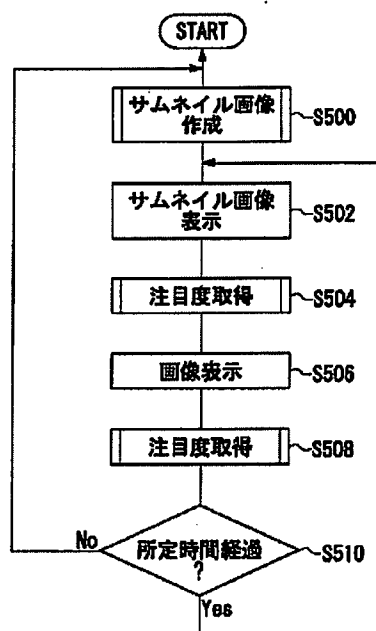 START
サムネイル画像
作成
S500
サムネイル画像
表示
S502
注目度取得
S504
画像表示
S506
注目度取得
S508
所定時間経過
?
S510
No
Yes